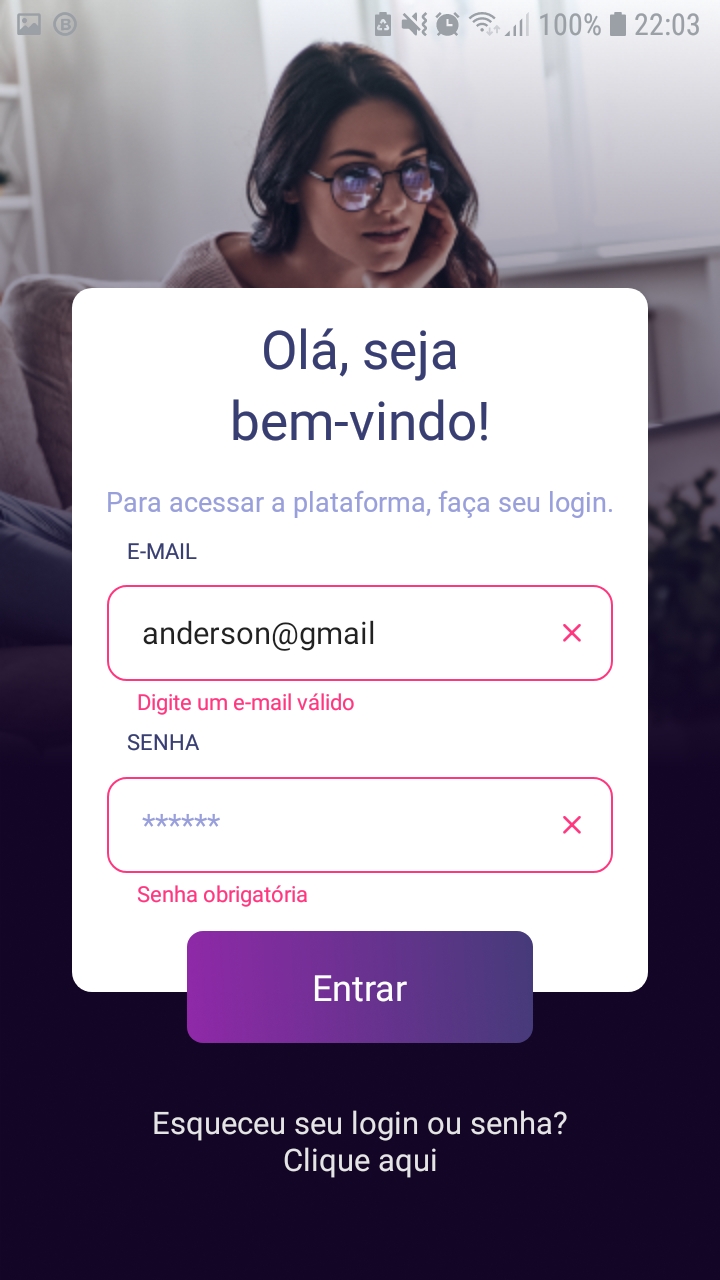 100% 22:03
Olá, seja
bem-vindo!
Para acessar a plataforma, faça seu login.
E-MAIL
anderson@gmail
Digite um e-mail válido
SENHA
******
Senha obrigatória
Entrar
Esqueceu seu login ou senha?
Clique aqui